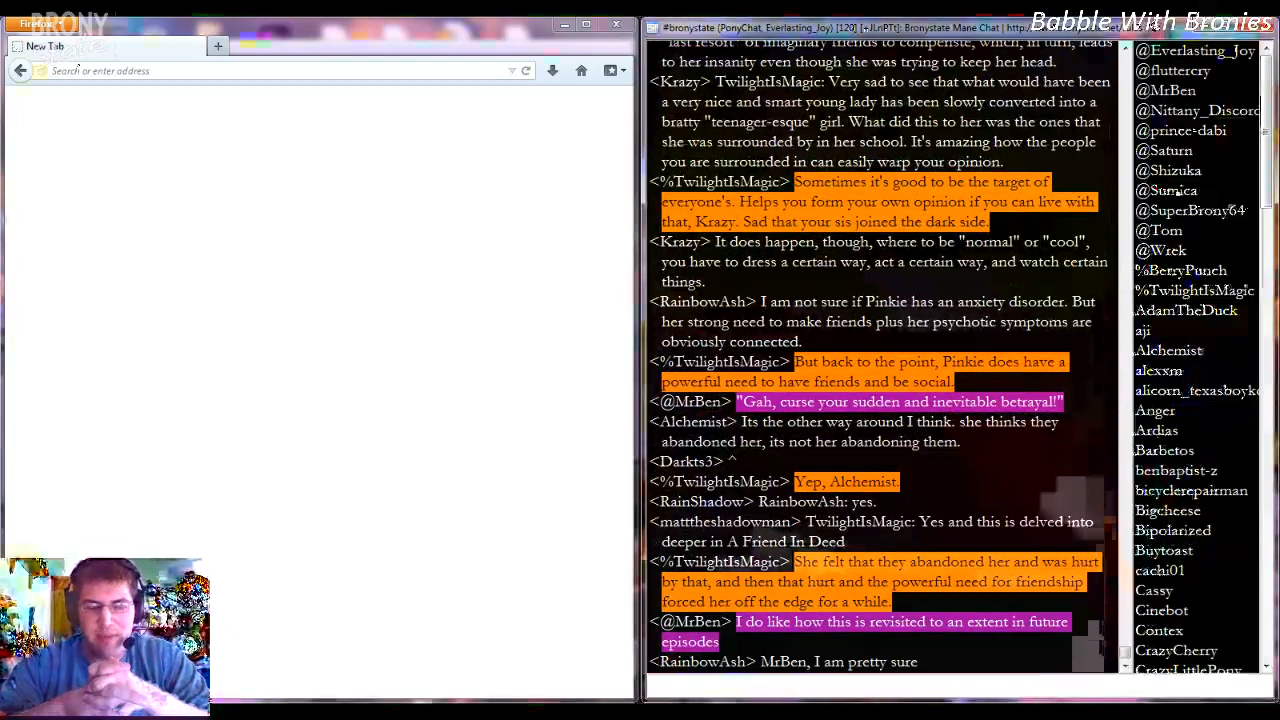 Firefox
BRONY
New Tab
Search or enter address
#bronystate (PonyChat, Everlasting_Joy) [120] [+JLnPTt]: Bronystate Mane Chat |
Babble With Bronies
last resort" of imaginary friends to compenste, which, in turn, leads
to her insanity even though she was trying to keep her head.
<Krazy> TwilightIsMagic: Very sad to see that what would have been
a very nice and smart young lady has been slowly converted into a
bratty "teenager-esque" girl. What did this to her was the ones that
she was surrounded by in her school. It's amazing how the people
you are surrounded in can easily warp your opinion.
<%TwilightIsMagic> Sometimes it's good to be the target of
everyone's. Helps you form your own opinion if you can live with
that, Krazy. Sad that your sis joined the dark side.
<Krazy> It does happen, though, where to be "normal" or "cool",
you have to dress a certain way, act a certain way, and watch certain
things.
<RainbowAsh> I am not sure if Pinkie has an anxiety disorder. But
her strong need to make friends plus her psychotic symptoms are
obviously connected.
<%TwilightIsMagic> But back to the point, Pinkie does have a
powerful need to have friends and be social.
<@MrBen> "Gah, curse your sudden and inevitable betrayal!"
<Alchemist> Its the other way around I think. she thinks they
abandoned her, its not her abandoning them.
<Darkts3> ^
<%TwilightIsMagic> Yep, Alchemist.
<RainShadow> RainbowAsh: yes.
<matttheshadowman> TwilightIsMagic: Yes and this is delved into
deeper in A Friend In Deed
<%TwilightIsMagic> She felt that they abandoned her and was hurt
by that, and then that hurt and the powerful need for friendship
forced her off the edge for a while.
<@MrBen> I do like how this is revisited to an extent in future
episodes
<RainbowAsh> MrBen, I am pretty sure
@Everlasting_Joy
@fluttercry
@MrBen
@Nittany_Discord
@prince-dabi
@Saturn
@Shizuka
@Sumica
@SuperBrony64
@Tom
@Wrek
%BerryPunch
%TwilightIsMagic
AdamTheDuck
aji
Alchemist
alexxm
alicorn_texasboyke
Anger
Ardias
Barbetos
benbaptist-z
bicyclerepairman
Bigcheese
Bipolarized
Buytoast
cachi01
Cassy
Cinebot
Contex
CrazyCherry
CrazyLittlePony